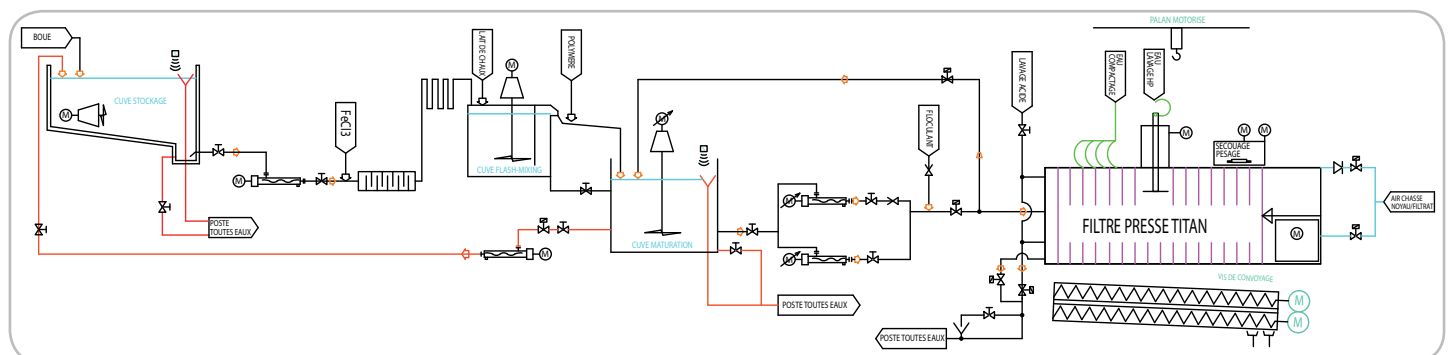 BOUE
CUVE STOCKAGE
M
M
POSTE
TOUTES EAUX
FeCl3
LAIT DE CHAUX
M
POLYMERE
CUVE FLASH-MIXING
M
CUVE MATURATION
M
M
M
POSTE TOUTES EAUX
FLOCULANT
LAVAGE ACIDE
POSTE TOUTES EAUX
PALAN MOTORISE
EAU
COMPACTAGE
EAU
LAVAGE HP
M
M
M
SECOUAGE
PESAGE
FILTRE PRESSE TITAN
M
AIR CHASSE
NOYAU/FILTRAT
VIS DE CONVOYAGE
M
M